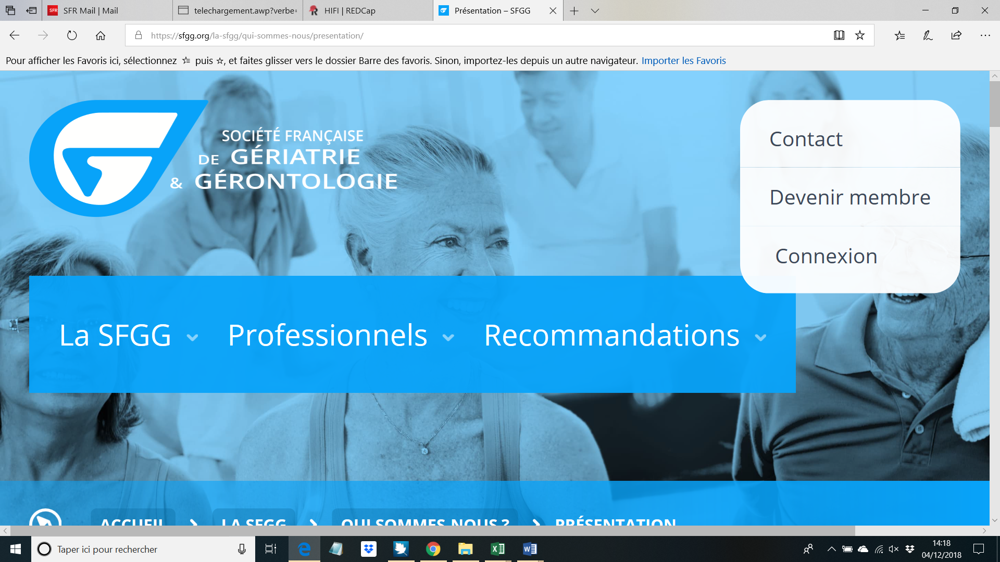 SFR Mail | Mail
telechargement.awp?verbe=
HIFI | REDCap
Présentation – SFGG
https://sfgg.org/la-sfgg/qui-sommes-nous/presentation/
Pour afficher les Favoris ici, sélectionnez puis ☆, et faites glisser vers le dossier Barre des favoris. Sinon, importez-les depuis un autre navigateur. Importer les Favoris
SOCIÉTÉ FRANÇAISE
DE GÉRIATRIE
& GÉRONTOLOGIE
Contact
Devenir membre
Connexion
La SFGG
Professionnels
Recommandations
ACCUEIL
LA SFGG
QUI SOMMES NOUS ?
PRÉSENTATION
Taper ici pour rechercher
14:18
04/12/2018